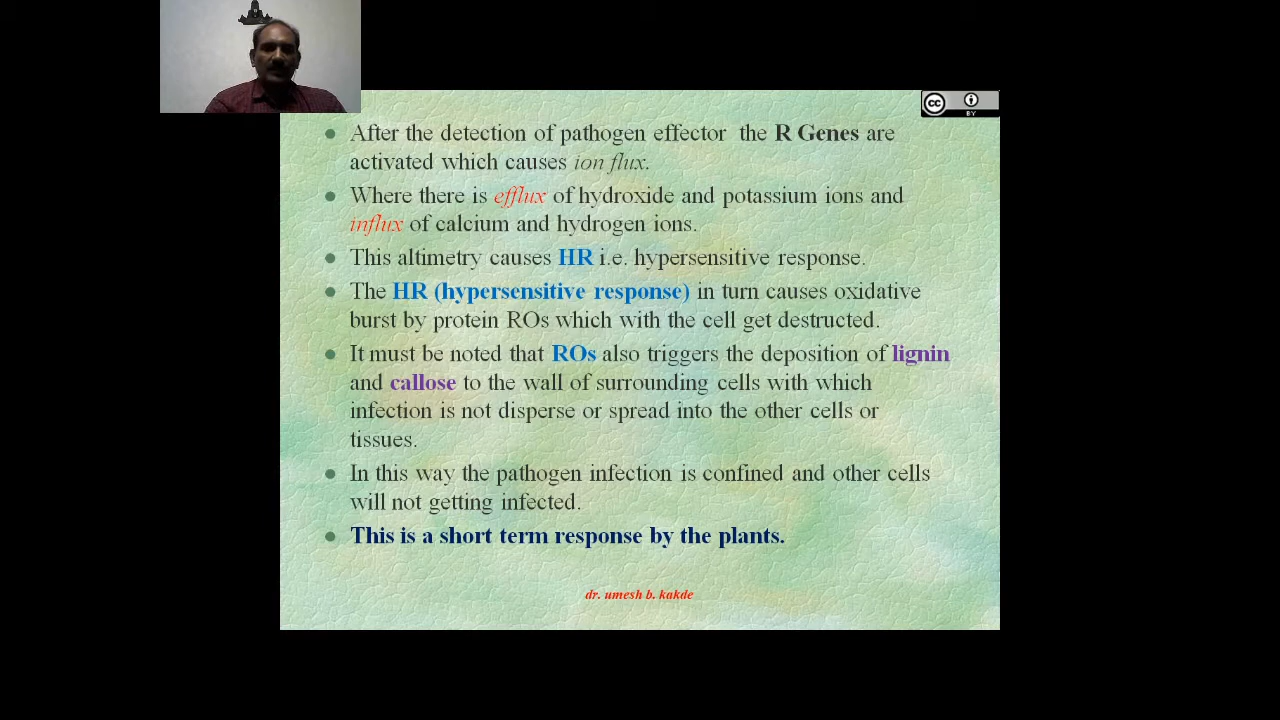 cc
BY
After the detection of pathogen effector the R Genes are
activated which causes ion flux.
Where there is efflux of hydroxide and potassium ions and
influx of calcium and hydrogen ions.
This altimetry causes HR i.e. hypersensitive response.
The HR (hypersensitive response) in turn causes oxidative
burst by protein ROs which with the cell get destructed.
It must be noted that ROs also triggers the deposition of lignin
and callose to the wall of surrounding cells with which
infection is not disperse or spread into the other cells or
tissues.
In this way the pathogen infection is confined and other cells
will not getting infected.
This is a short term response by the plants.
dr. umesh b. kakde